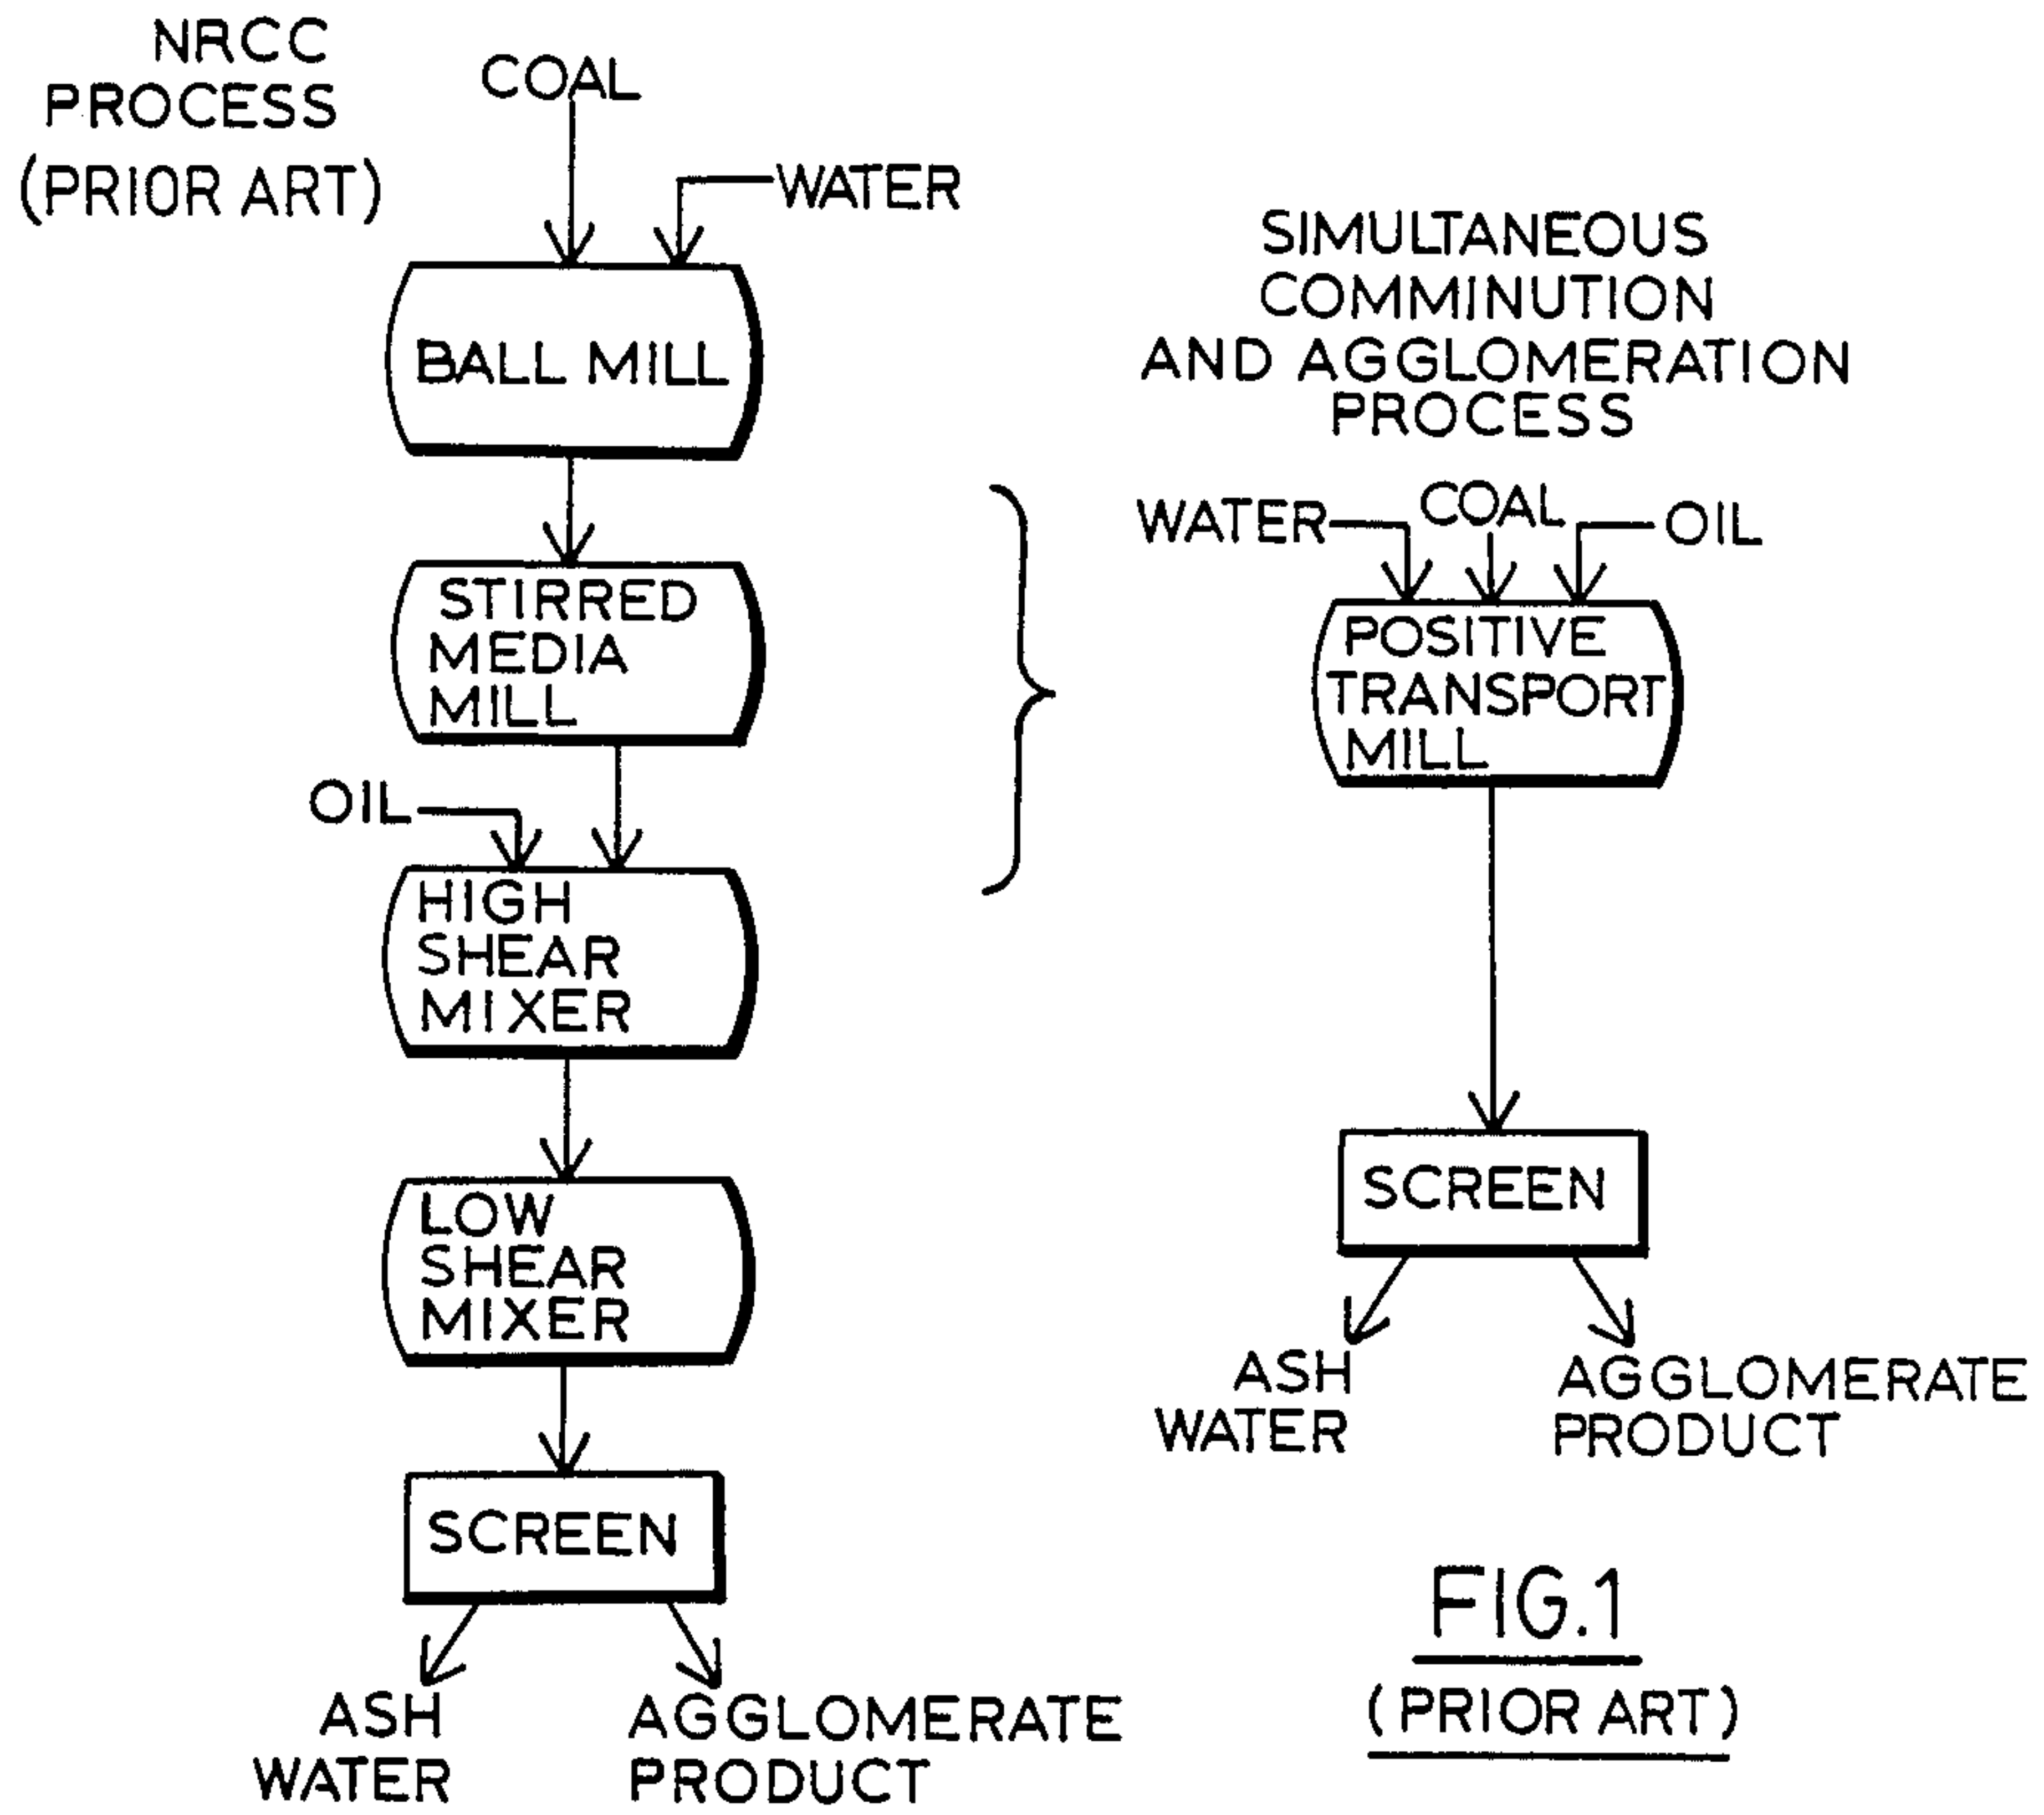 NRCC
PROCESS
(PRIOR ART)
COAL
WATER
BALL MILL
STIRRED
MEDIA
MILL
OIL
HIGH
SHEAR
MIXER
LOW
SHEAR
MIXER
SCREEN
ASH
WATER
AGGLOMERATE
PRODUCT
SIMULTANEOUS
COMMINUTION
AND AGGLOMERATION
PROCESS
WATER
COAL
OIL
POSITIVE
TRANSPORT
MILL
SCREEN
ASH
WATER
AGGLOMERATE
PRODUCT
FIG.1
(PRIOR ART)